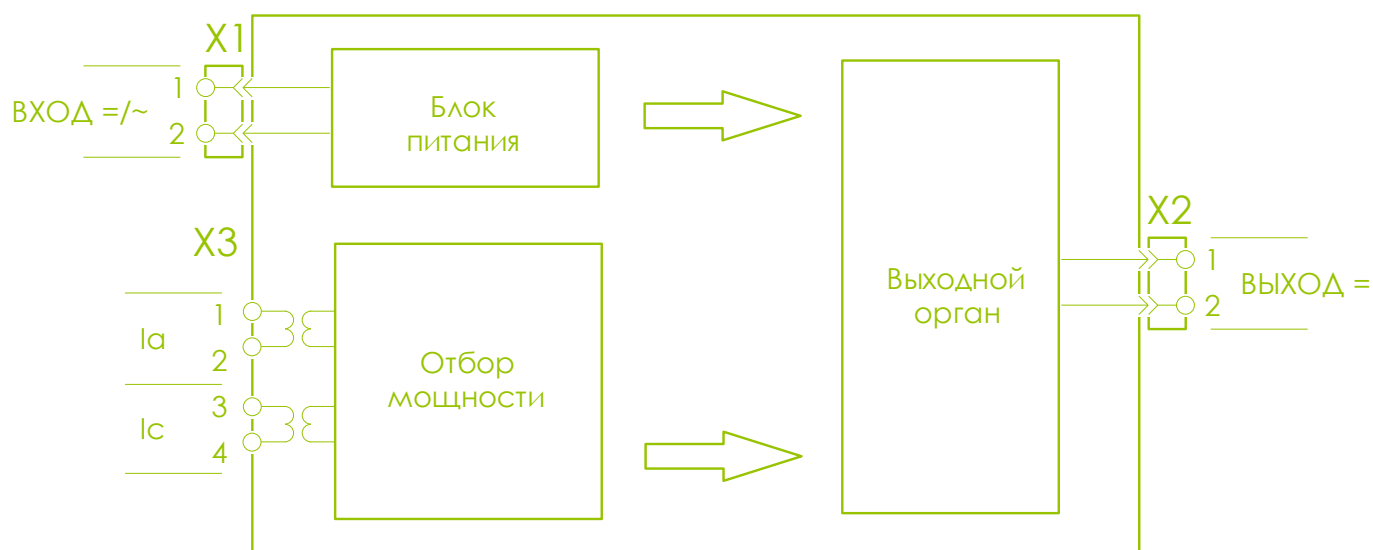 X1
1
ВХОД =/~
2
Блок
питания
X3
1
Ia
2
3
Ic
4
Отбор
мощности
Выходной
орган
X2
1
ВЫХОД =
2